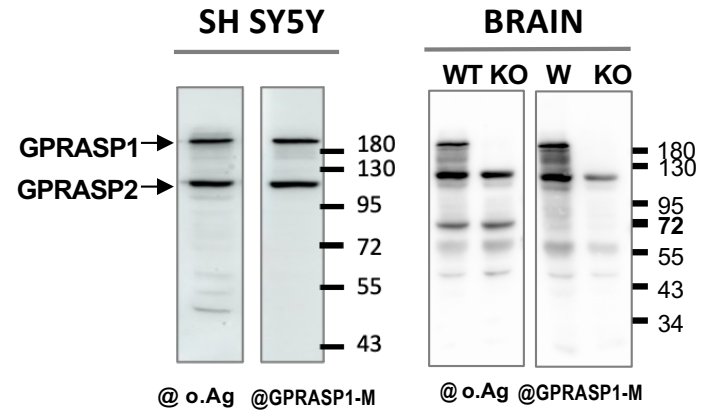 SH SY5Y
BRAIN
WT KO W KO
GPRASP1
GPRASP2
180
130
95
72
55
43
180
130
95
72
55
43
34
@ o.Ag @GPRASP1-M
@ o.Ag @GPRASP1-M